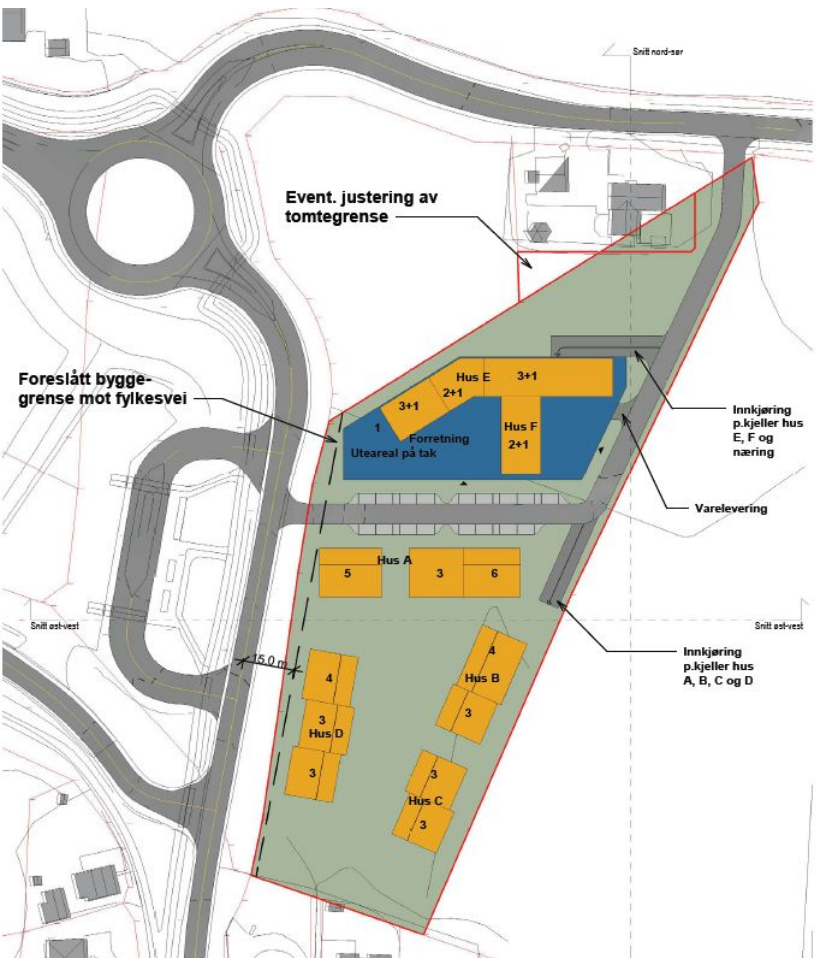 Snitt nord-sør
Event. justering av
tomtegrense
Foreslått bygge-
grense mot fylkesvei
Hus E
3+1
2+1
3+1
1
Forretning
Uteareal på tak
Hus F
2+1
Innkjøring
p.kjeller hus
E, F og
næring
Varelevering
Hus A
5
3
6
Snitt øst-vest
Snitt øst-vest
15.0 m
4
Hus B
3
Innkjøring
p.kjeller hus
A, B, C og D
4
3
Hus D
3
3
Hus C
3